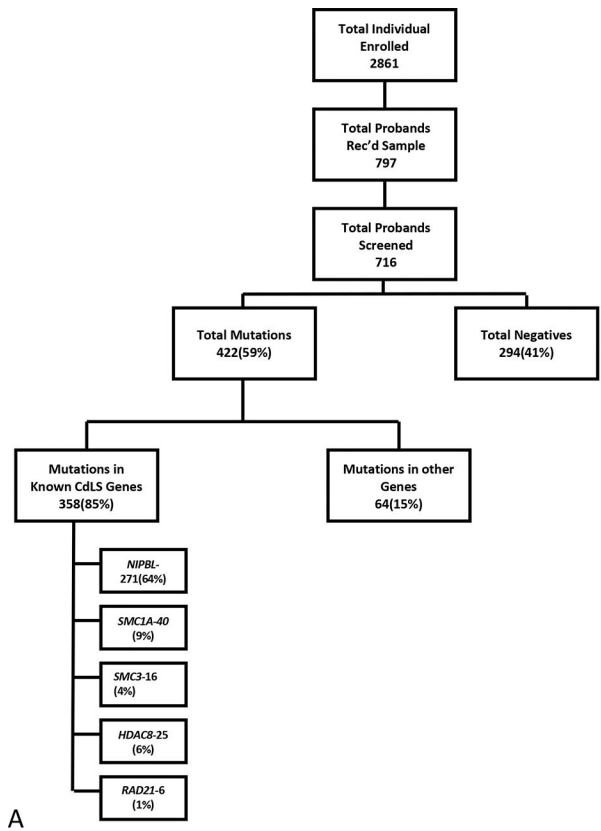 Total Individual
Enrolled
2861
Total Probands
Rec'd Sample
797
Total Probands
Screened
716
Total Mutations
422(59%)
Total Negatives
294(41%)
Mutations in
Known CdLS Genes
358(85%)
Mutations in other
Genes
64(15%)
NIPBL-
271(64%)
SMC1A-40
(9%)
SMC3-16
(4%)
HDAC8-25
(6%)
RAD21-6
(1%)
A